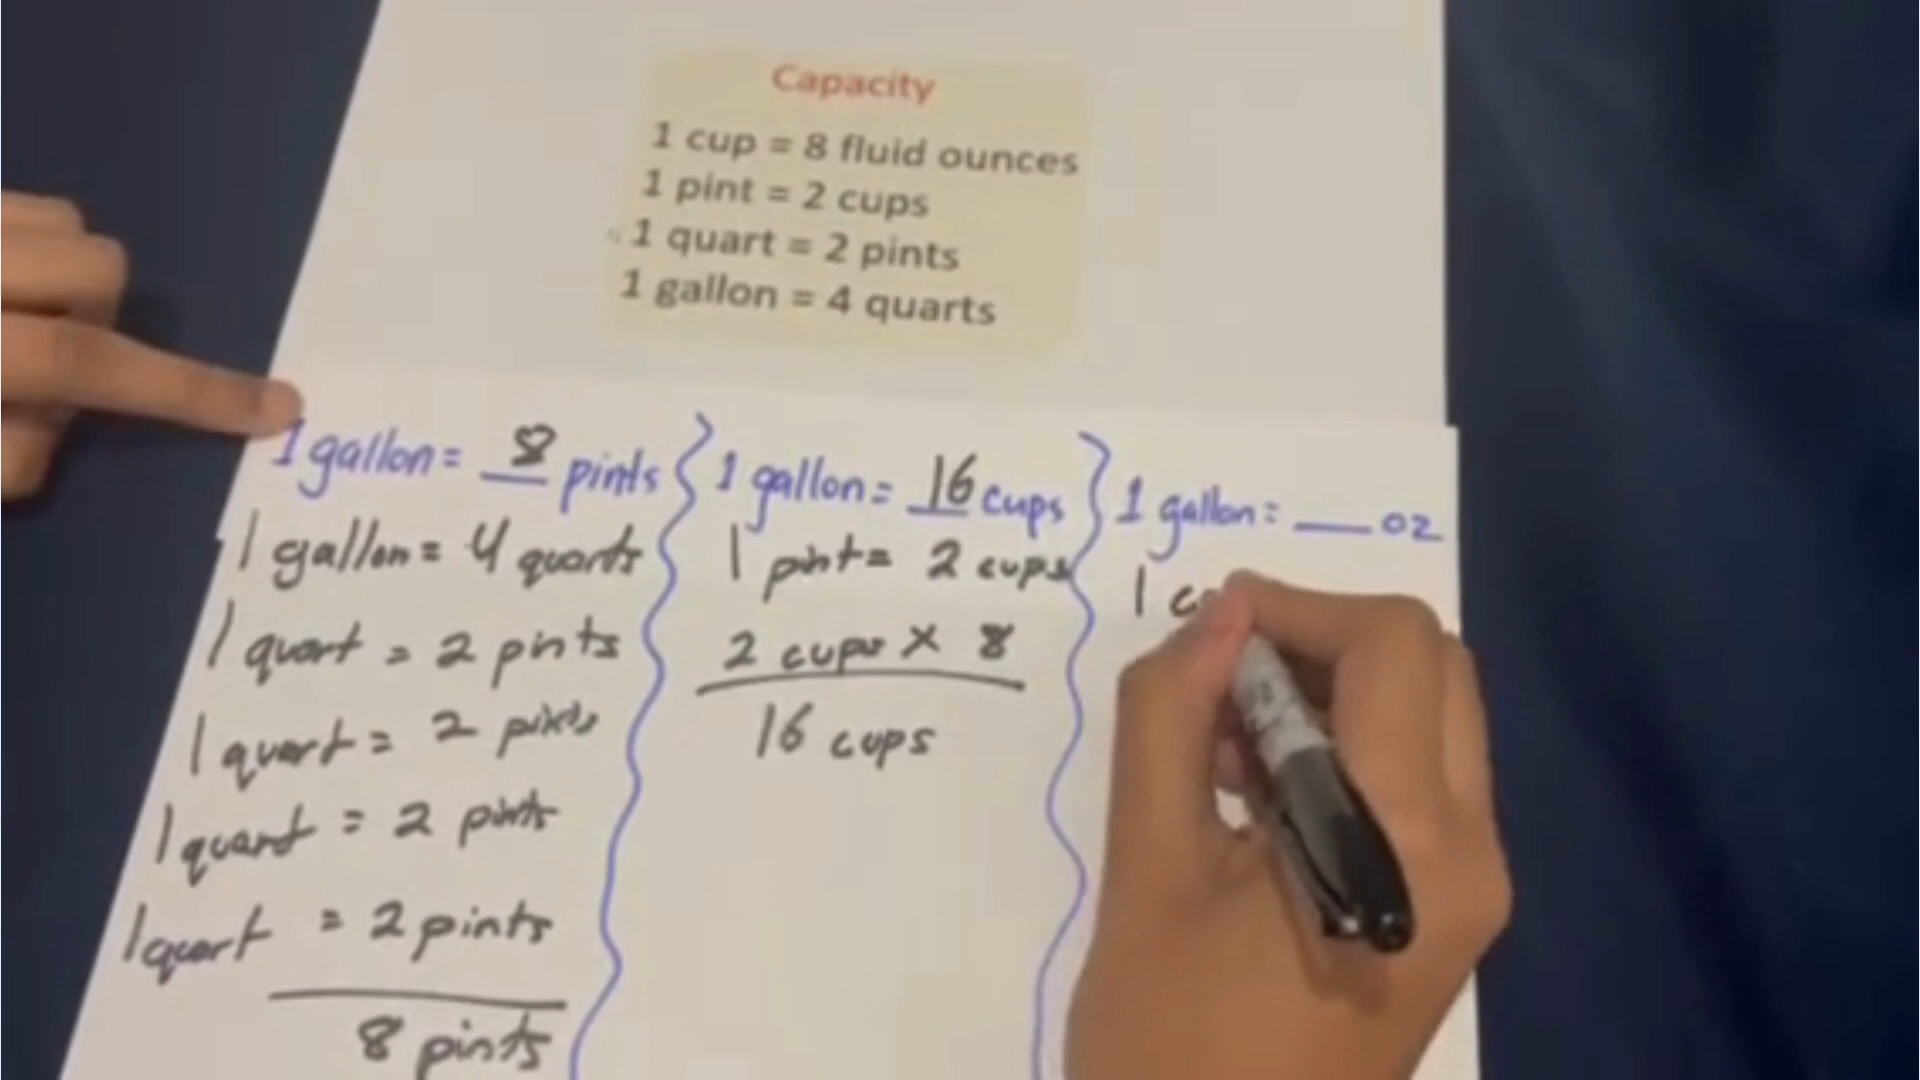 Capacity
1 cup = 8 fluid ounces
1 pint = 2 cups
1 quart = 2 pints
1 gallon = 4 quarts
1 gallon = 8 pints
1 gallon = 4 quarts
1 quart = 2 pints
1 quart = 2 pints
1 quart = 2 pints
1 quart = 2 pints
8 pints
1 gallon = 16 cups
1 pint = 2 cups
2 cups x 8
16 cups
1 gallon = ___ oz
1 c